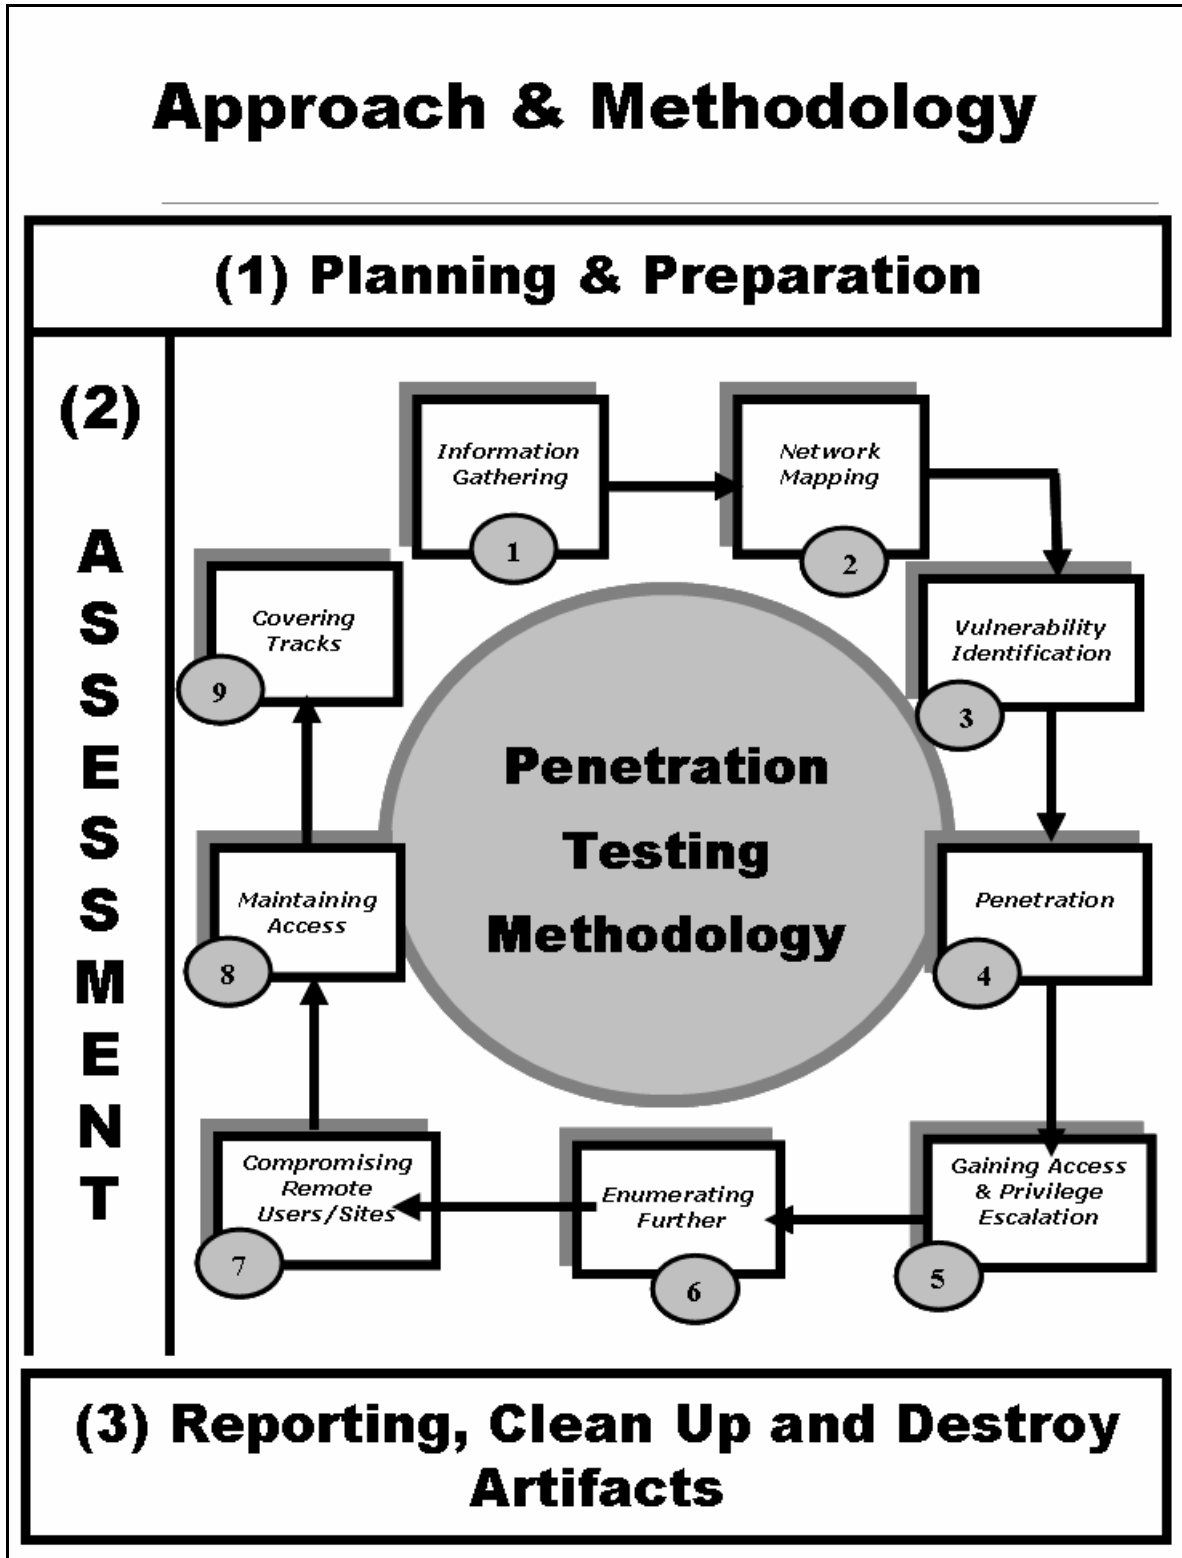 Approach & Methodology
(1) Planning & Preparation
(2)
A
S
S
E
S
S
M
E
N
T
Information
Gathering
1
Network
Mapping
2
Vulnerability
Identification
3
Penetration
4
Gaining Access
& Privilege
Escalation
5
Enumerating
Further
6
Compromising
Remote
Users/Sites
7
Maintaining
Access
8
Covering
Tracks
9
Penetration
Testing
Methodology
(3) Reporting, Clean Up and Destroy
Artifacts